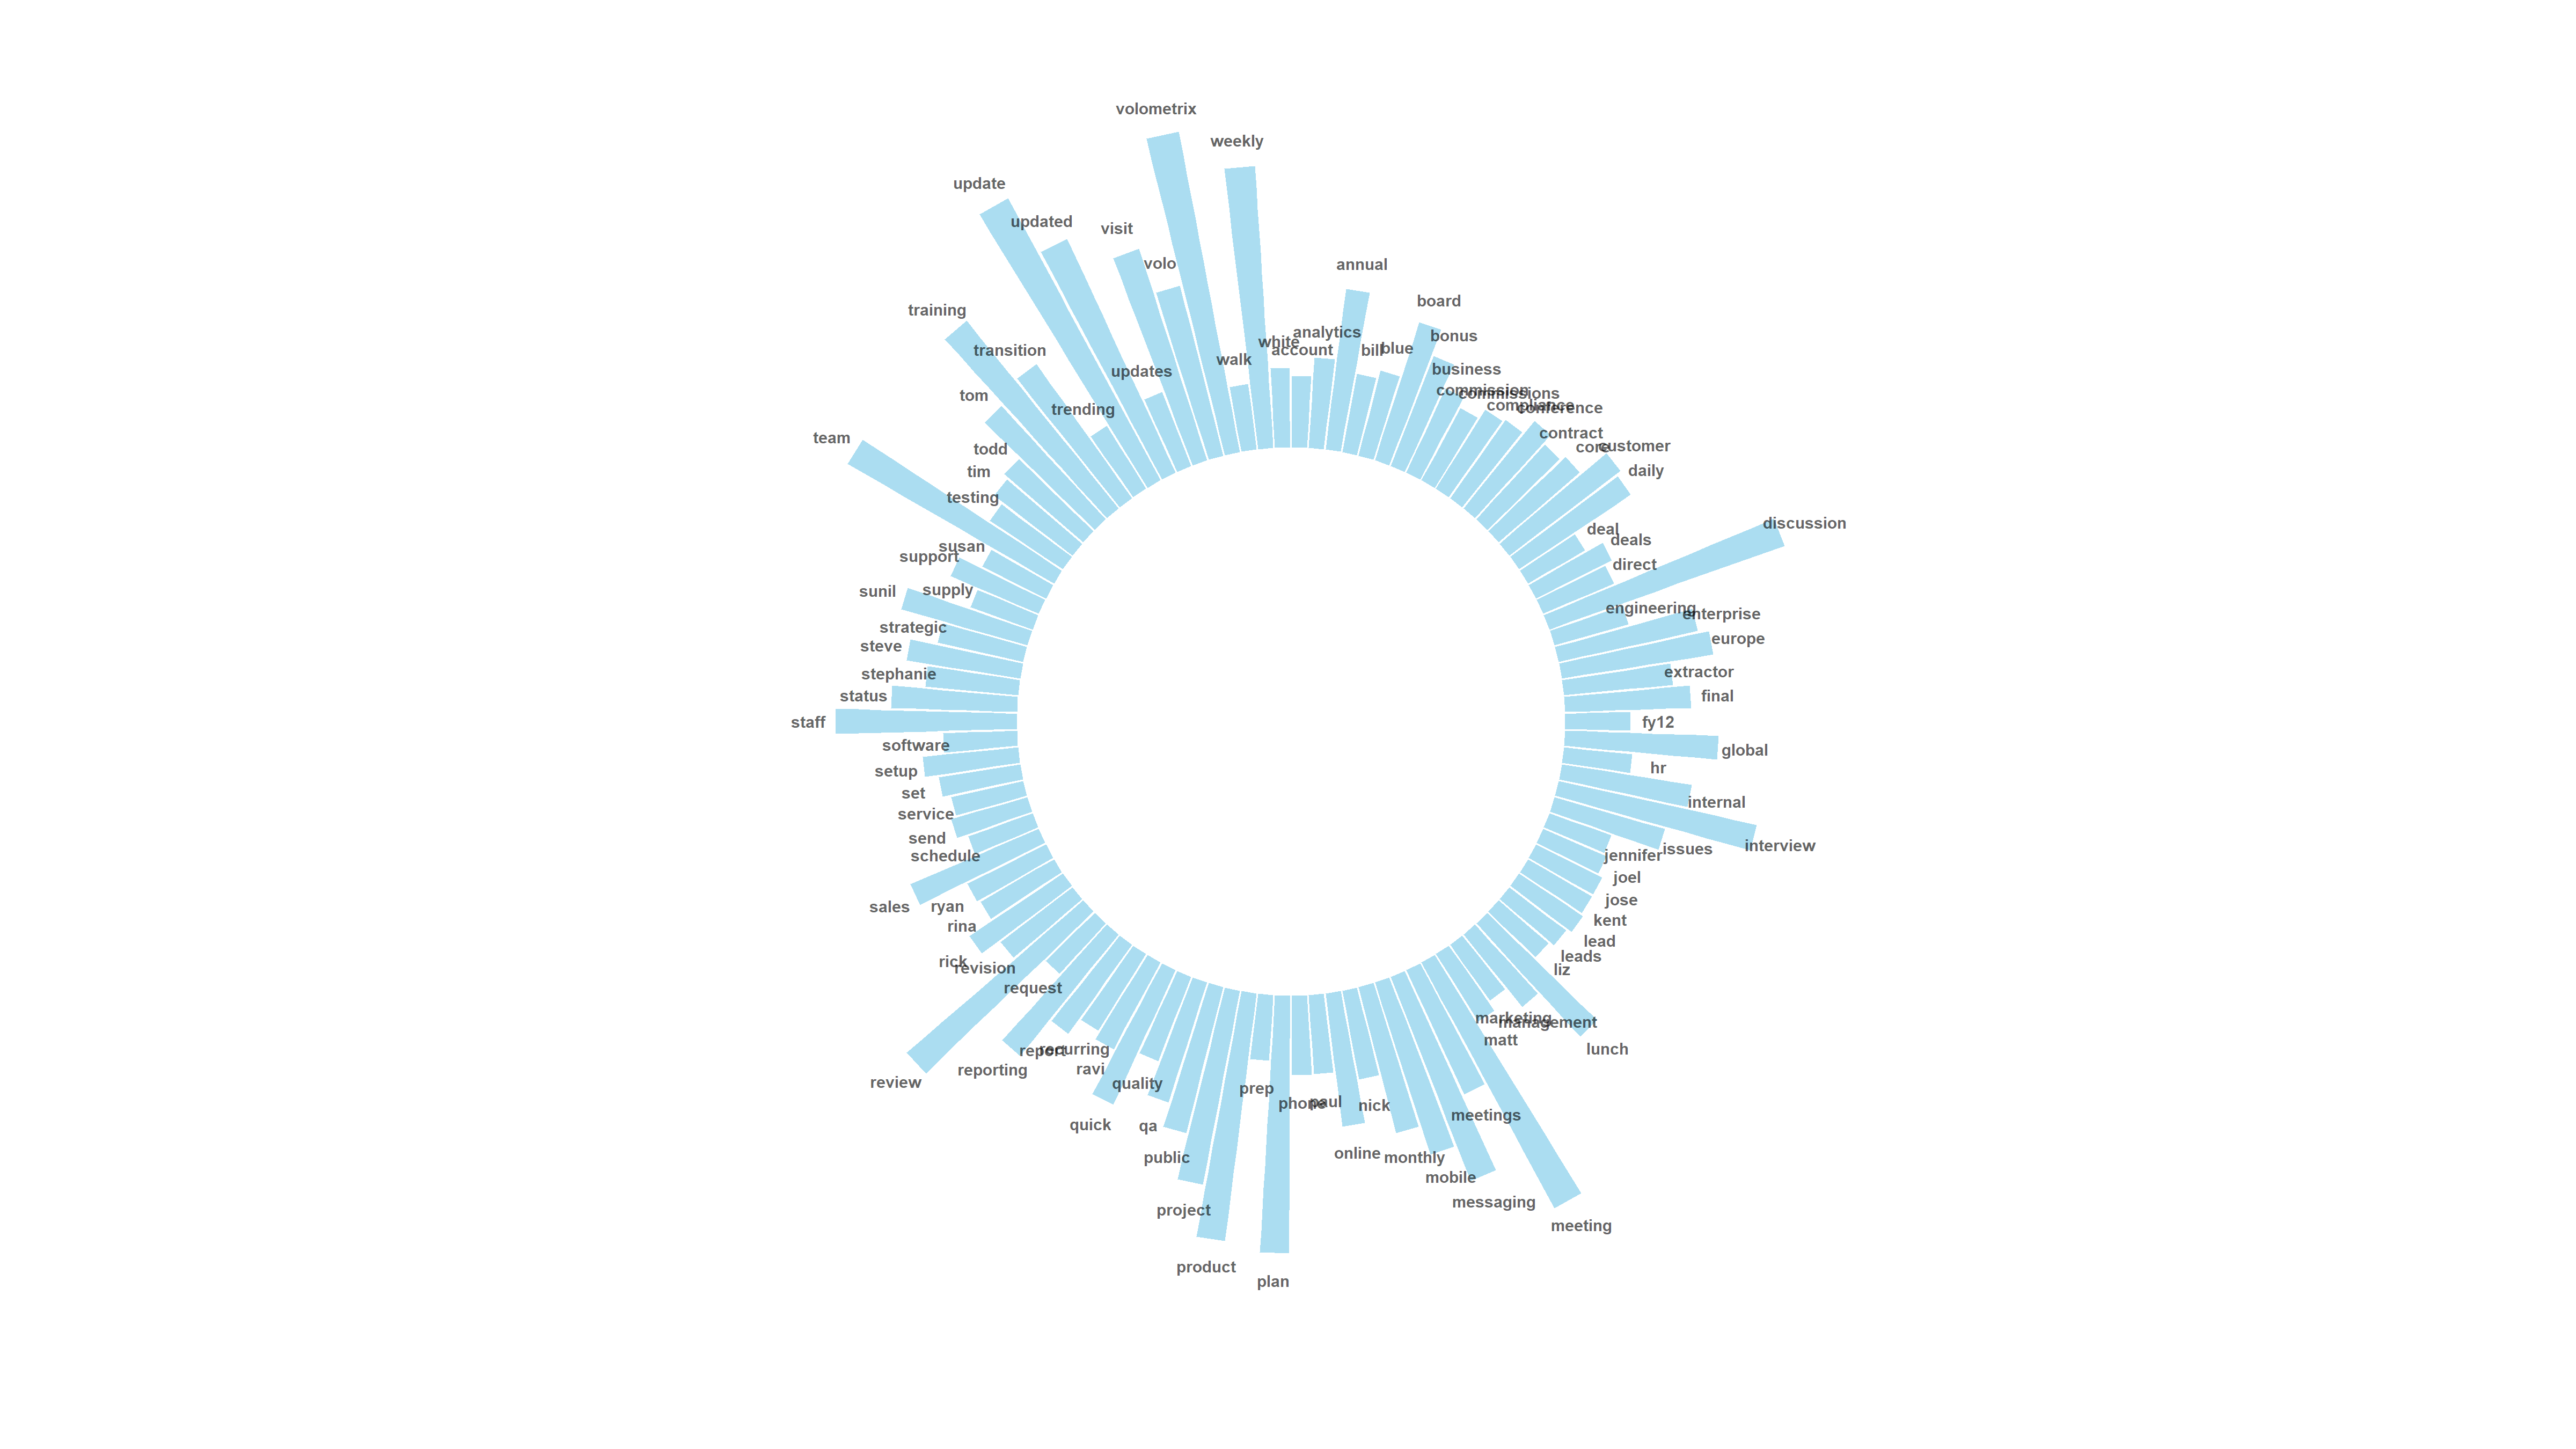 account
analytics
annual
bill
blue
board
bonus
business
commission
commissions
compliance
conference
contract
core
customer
daily
deal
deals
direct
discussion
engineering
enterprise
europe
extractor
final
fy12
global
hr
internal
interview
issues
jennifer
joel
jose
kent
lead
leads
liz
lunch
management
marketing
matt
meeting
meetings
messaging
mobile
monthly
nick
online
paul
phone
plan
prep
product
project
public
qa
quality
quick
ravi
recurring
report
reporting
request
review
revision
rick
rina
ryan
sales
schedule
send
service
set
setup
software
staff
status
stephanie
steve
strategic
sunil
supply
support
susan
team
testing
tim
todd
tom
training
transition
trending
update
updated
updates
visit
volo
volometrix
walk
weekly
white